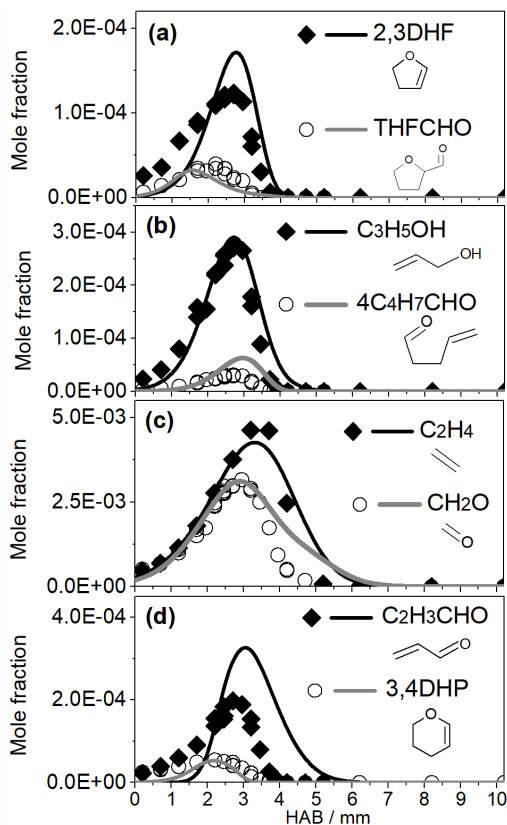 (a)
2,3DHF
O
THFCHO
O
O
Mole fraction
2.0E-04
1.0E-04
0.0E+00
(b)
C3H5OH
OH
4C4H7CHO
O
Mole fraction
3.0E-04
2.0E-04
1.0E-04
0.0E+00
(c)
C2H4
CH2O
O
Mole fraction
5.0E-03
2.5E-03
0.0E+00
(d)
C2H3CHO
O
3,4DHP
O
Mole fraction
4.0E-04
2.0E-04
0.0E+00
0 1 2 3 4 5 6 7 8 9 10
HAB / mm